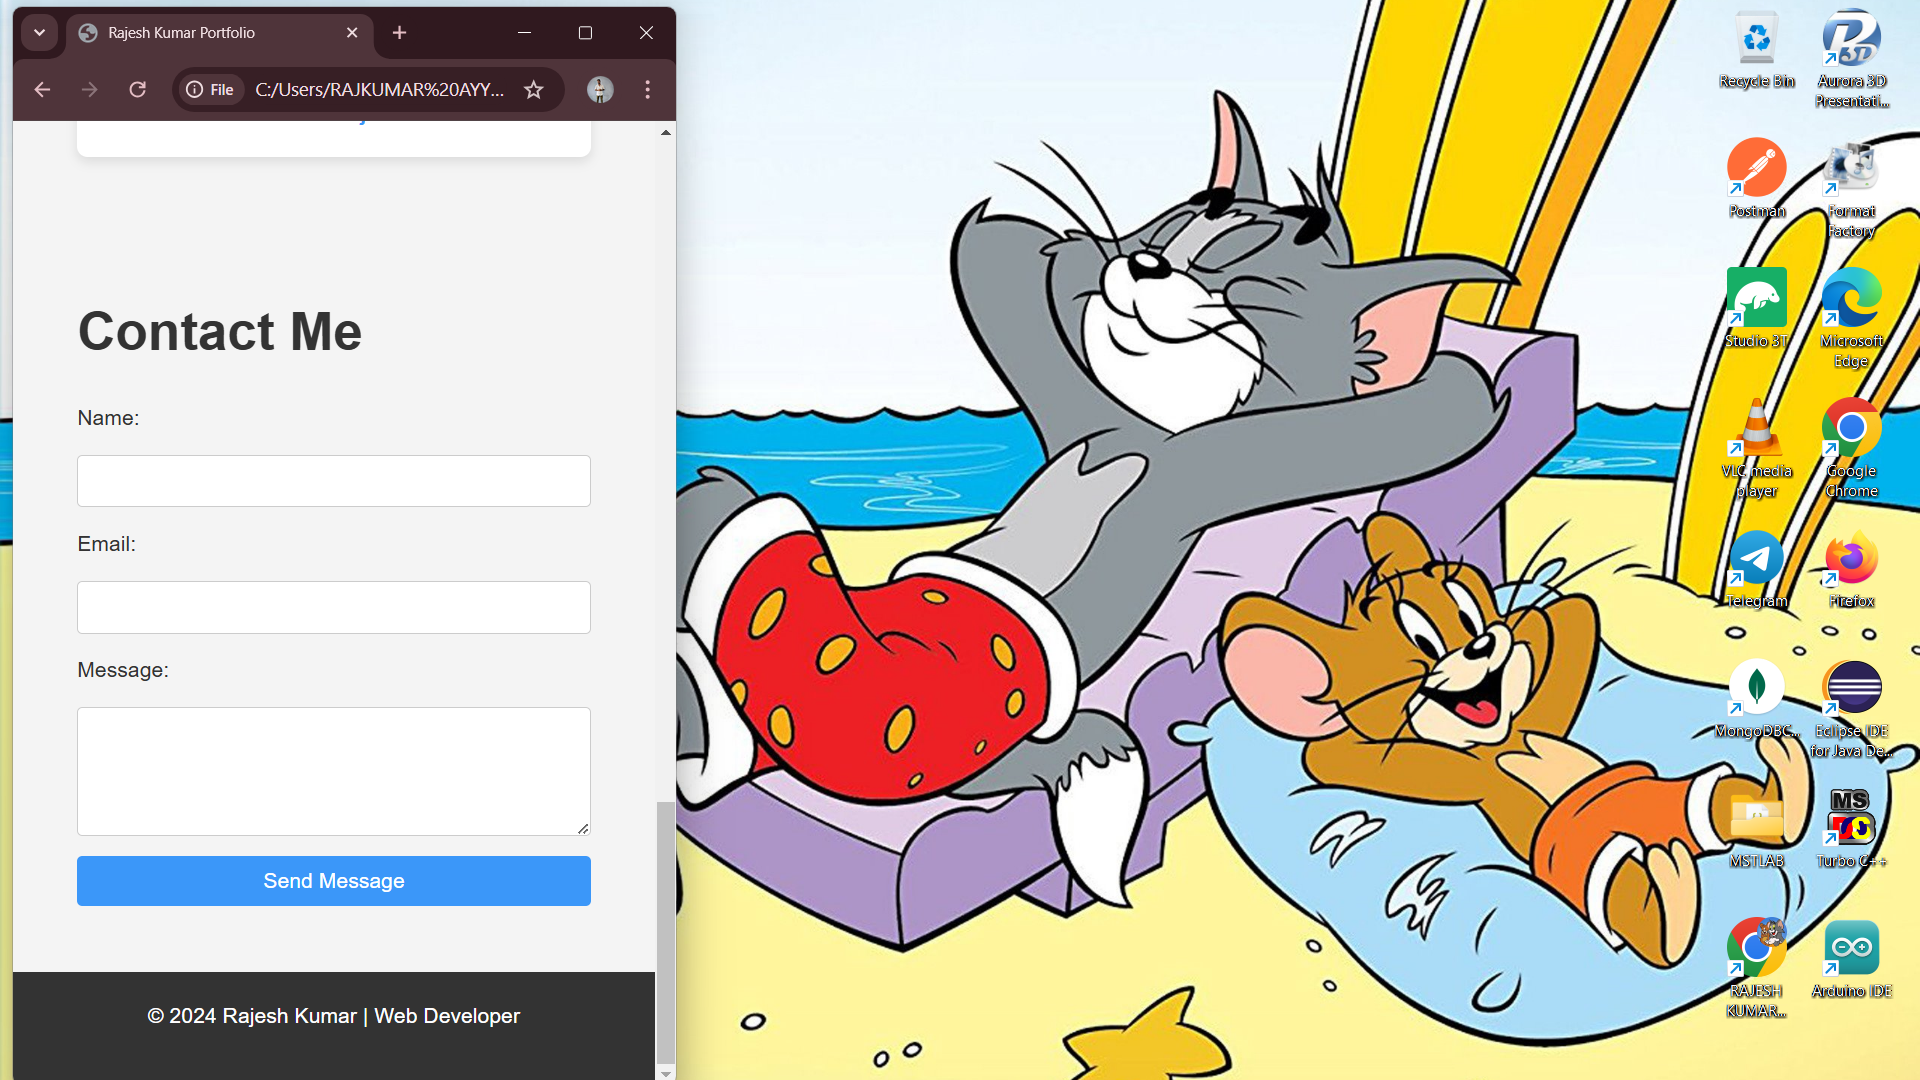 Rajesh Kumar Portfolio
File
C:/Users/RAJKUMAR%20AYY...
Contact Me
Name:
Email:
Message:
Send Message
© 2024 Rajesh Kumar | Web Developer
Recycle Bin
Aurora 3D
Presentati...
Postman
Format
Factory
Studio 3T
Microsoft
Edge
VLC media
player
Google
Chrome
Telegram
Firefox
MongoDBC...
Eclipse IDE
for Java De...
MSTLAB
MS
Turbo C++
RAJESH
KUMAR...
Arduino IDE